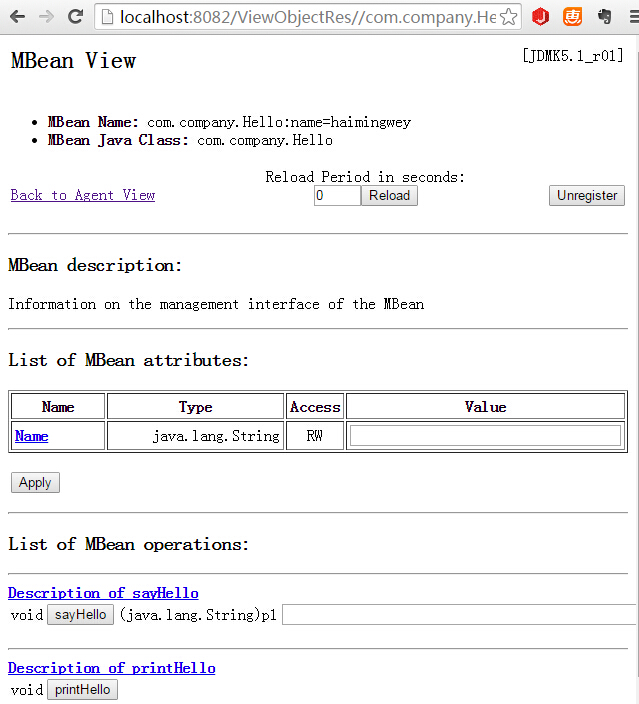 localhost:8082/ViewObjectRes//com.company.He
MBean View
[JDMK5.1_r01]
MBean Name: com.company.Hello:name=haimingwey
MBean Java Class: com.company.Hello
Reload Period in seconds:
Back to Agent View
0 Reload
Unregister
MBean description:
Information on the management interface of the MBean
List of MBean attributes:
Name Type Access Value
Name java.lang.String RW
Apply
List of MBean operations:
Description of sayHello
void sayHello (java.lang.String)p1
Description of printHello
void printHello